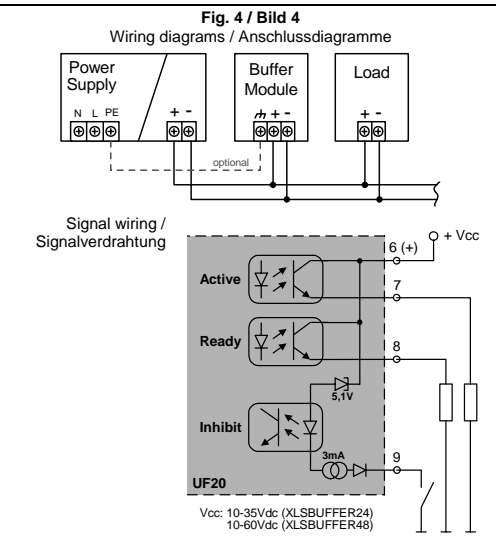 Fig. 4 / Bild 4
Wiring diagrams / Anschlussdiagramme
Power
Supply
N L PE
+ -
Buffer
Module
+ -
Load
+ -
optional
Signal wiring /
Signalverdrahtung
6 (+)
+ Vcc
Active
7
Ready
8
5,1V
Inhibit
3mA
9
UF20
Vcc: 10-35Vdc (XLSBUFFER24)
10-60Vdc (XLSBUFFER48)